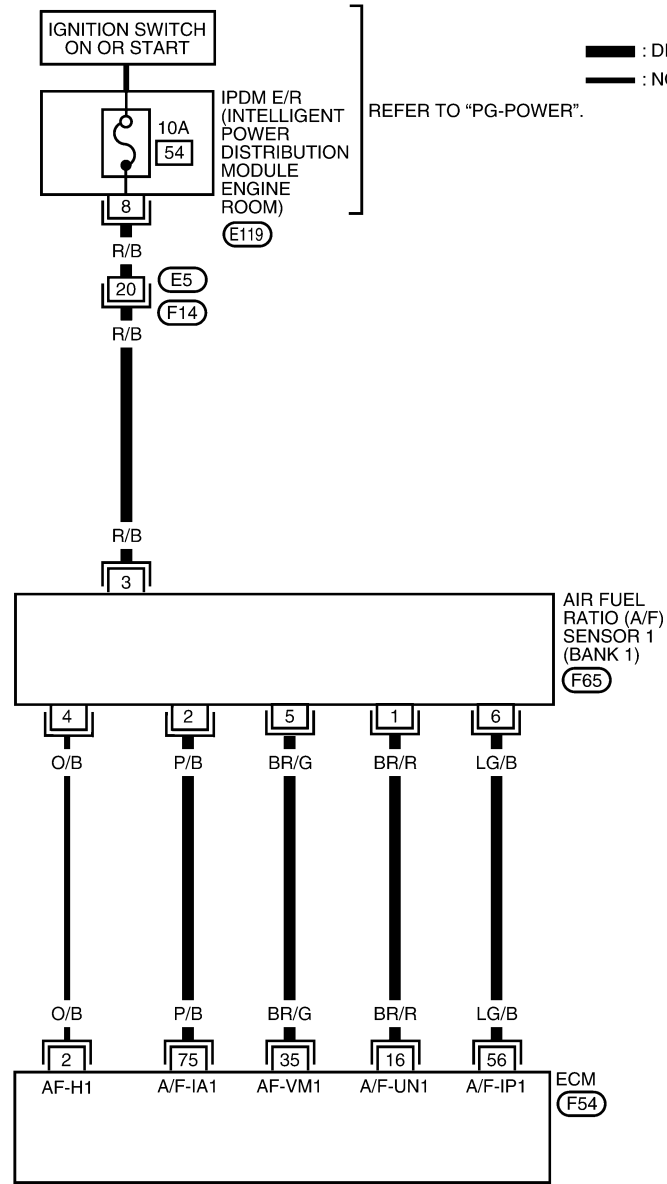 IGNITION SWITCH
ON OR START
IPDM E/R
(INTELLIGENT
POWER
DISTRIBUTION
MODULE
ENGINE
ROOM)
10A
54
E119
REFER TO “PG-POWER”.
: D
: N
8
R/B
20
E5
F14
R/B
R/B
3
AIR FUEL
RATIO (A/F)
SENSOR 1
(BANK 1)
F65
4 2 5 1 6
O/B P/B BR/G BR/R LG/B
O/B P/B BR/G BR/R LG/B
2 75 35 16 56
AF-H1 A/F-IA1 AF-VM1 A/F-UN1 A/F-IP1
ECM
F54